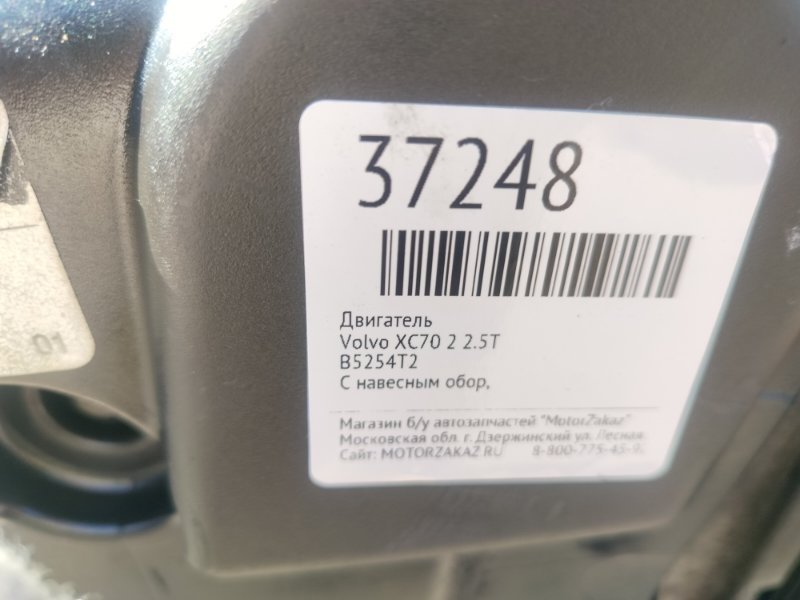 37248
Двигатель
Volvo XC70 2 2.5T
B5254T2
С навесным обор,
Магазин б/у автозапчастей "MotorZakaz"
Московская обл. г. Дзержинский ул. Лесная
Сайт: MOTORZAKAZ.RU 8-800-775-45-9
01